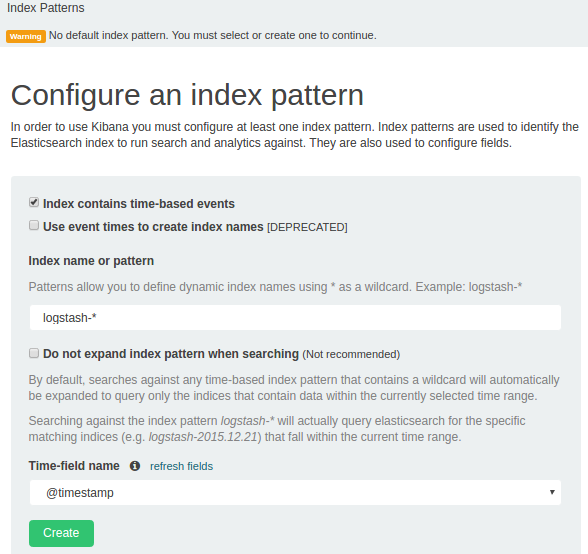 Index Patterns
Warning No default index pattern. You must select or create one to continue.
Configure an index pattern
In order to use Kibana you must configure at least one index pattern. Index patterns are used to identify the
Elasticsearch index to run search and analytics against. They are also used to configure fields.
Index contains time-based events
Use event times to create index names [DEPRECATED]
Index name or pattern
Patterns allow you to define dynamic index names using * as a wildcard. Example: logstash-*
logstash-*
Do not expand index pattern when searching (Not recommended)
By default, searches against any time-based index pattern that contains a wildcard will automatically
be expanded to query only the indices that contain data within the currently selected time range.
Searching against the index pattern logstash-* will actually query elasticsearch for the specific
matching indices (e.g. logstash-2015.12.21) that fall within the current time range.
Time-field name refresh fields
@timestamp
Create